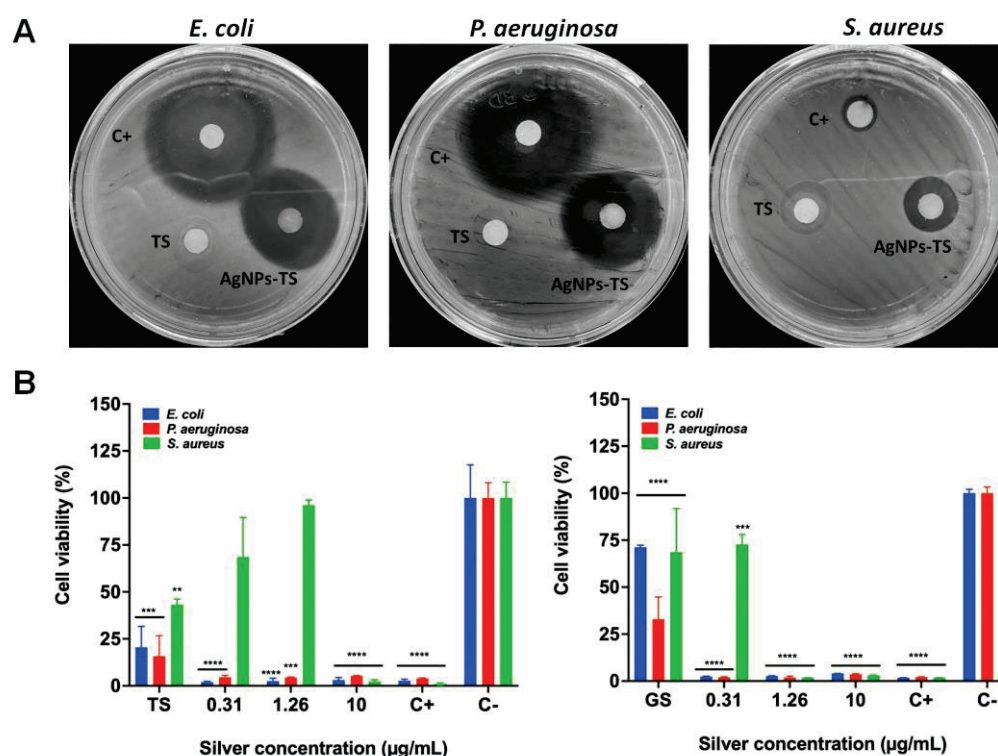 A
E. coli
P. aeruginosa
S. aureus
C+
TS
AgNPs-TS
C+
TS
AgNPs-TS
C+
TS
AgNPs-TS
B
150
125
100
75
50
25
0
Cell viability (%)
E. coli
P. aeruginosa
S. aureus
***
**
****
****
***
****
****
TS
0.31
1.26
10
C+
C-
Silver concentration (µg/mL)
150
100
75
50
25
0
Cell viability (%)
E. coli
P. aeruginosa
S. aureus
****
****
***
****
****
****
GS
0.31
1.26
10
C+
C-
Silver concentration (µg/mL)